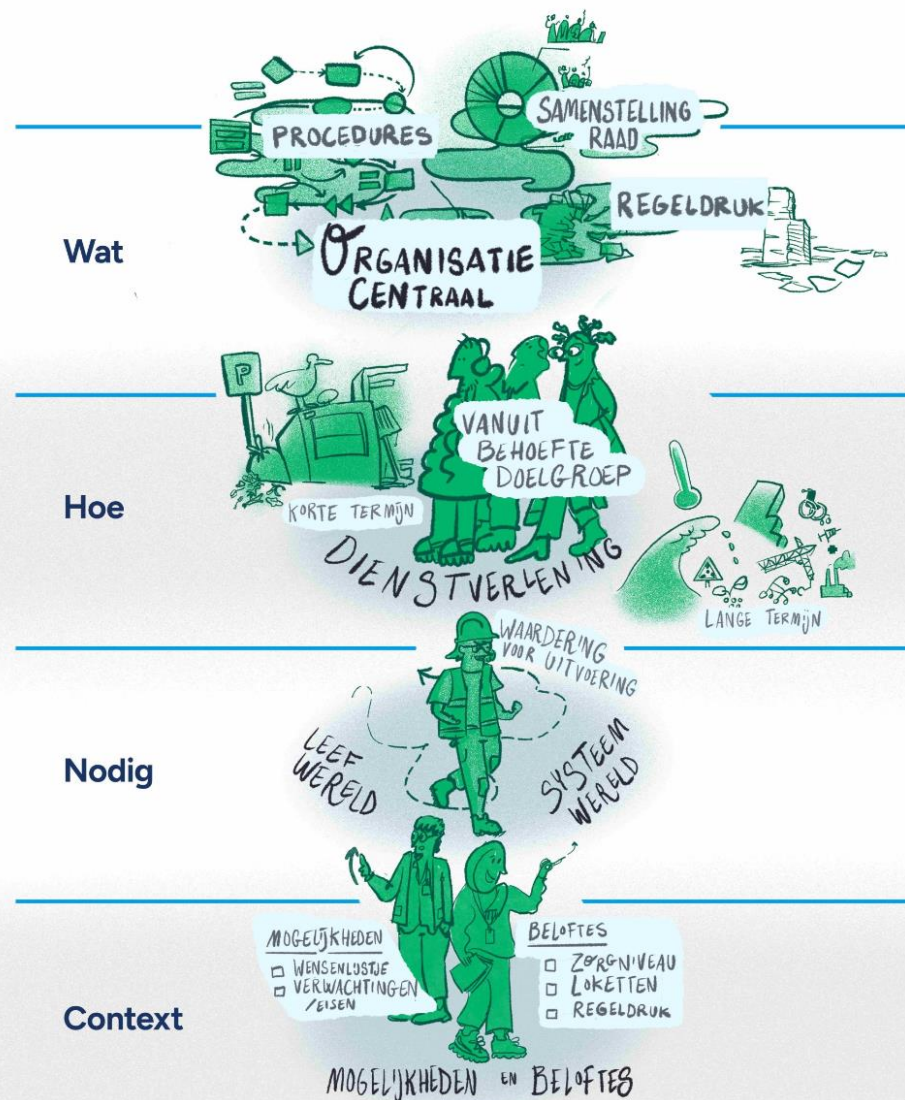 PROCEDURES
SAMENSTELLING
RAAD
REGELDRUK
Wat
ORGANISATIE
CENTRAAL
P
VANUIT
BEHOEFTE
DOELGROEP
Hoe
KORTE TERMIJN
DIENSTVERLENING
LANGE TERMIJN
WAARDERING
VOOR UITVOERING
Nodig
LEEF
WERELD
SYSTEEM
WERELD
MOGELIJKHEDEN
WENSENLIJSTJE
VERWACHTINGEN
/EISEN
BELOFTES
ZORGNIVEAU
LOKETTEN
REGELDRUK
Context
MOGELIJKHEDEN EN BELOFTES